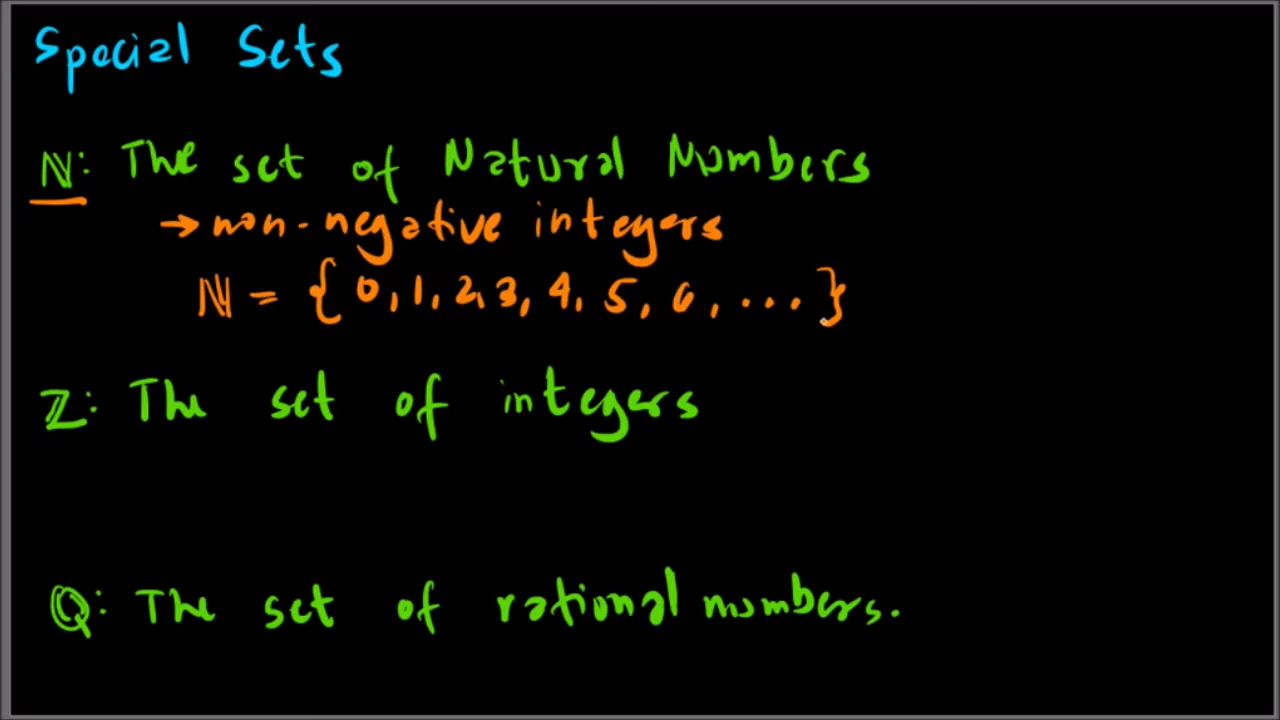 Special Sets
ℕ: The set of Natural Numbers
→ non-negative integers
ℕ = { 0, 1, 2, 3, 4, 5, 6, ... }
ℤ: The set of integers
ℚ: The set of rational numbers.